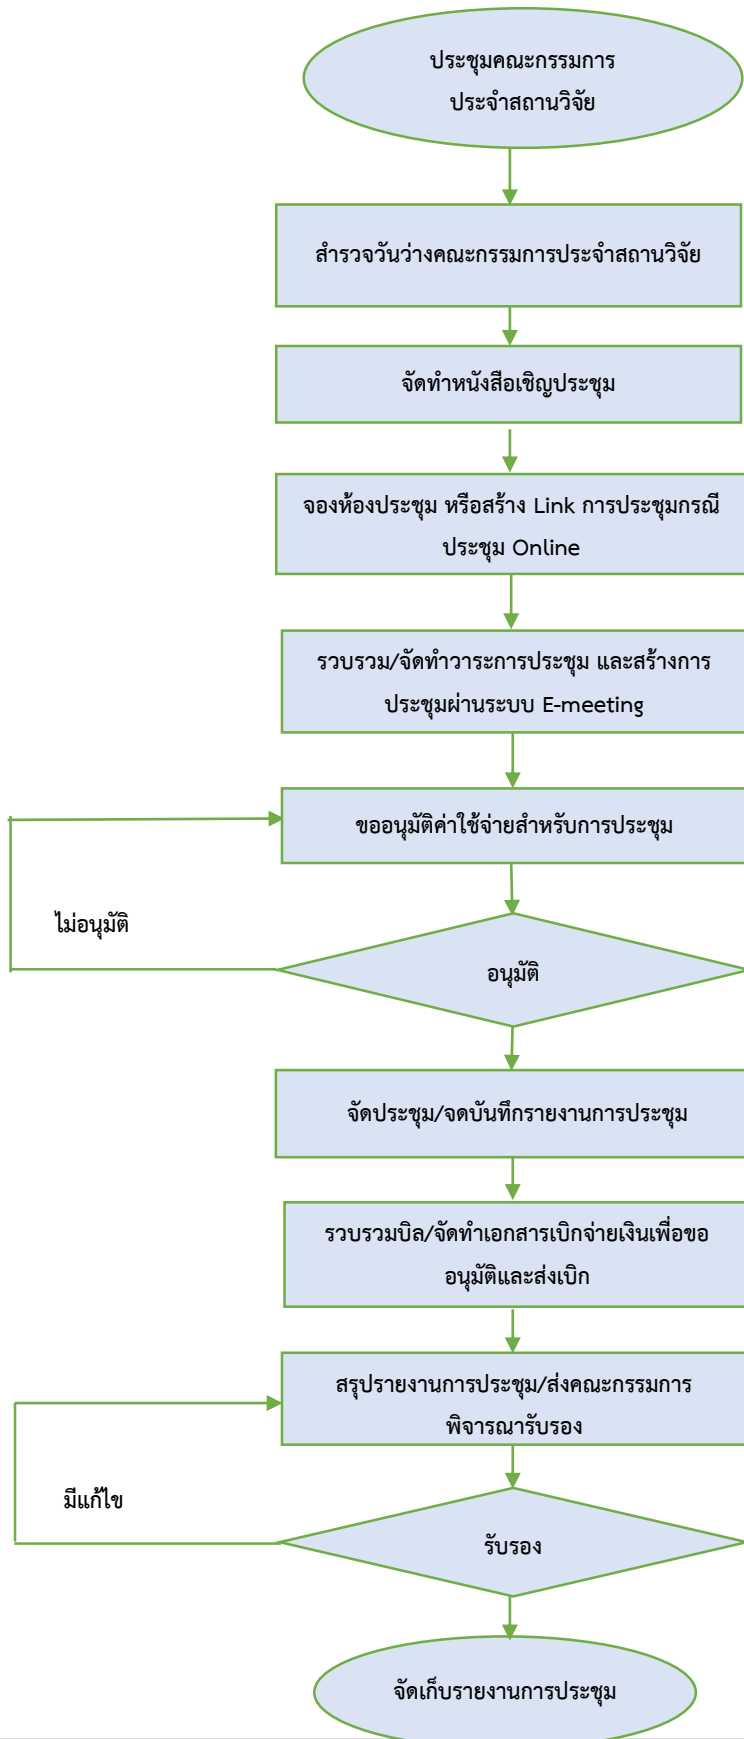 ประชุมคณะกรรมการ
ประจำสถานวิจัย
สำรวจวันว่างคณะกรรมการประจำสถานวิจัย
จัดทำหนังสือเชิญประชุม
จองห้องประชุม หรือสร้าง Link การประชุมกรณี
ประชุม Online
รวบรวม/จัดทำวาระการประชุม และสร้างการ
ประชุมผ่านระบบ E-meeting
ขออนุมัติค่าใช้จ่ายสำหรับการประชุม
ไม่อนุมัติ
อนุมัติ
จัดประชุม/จดบันทึกรายงานการประชุม
รวบรวมบิล/จัดทำเอกสารเบิกจ่ายเงินเพื่อขอ
อนุมัติและส่งเบิก
สรุปรายงานการประชุม/ส่งคณะกรรมการ
พิจารณารับรอง
มีแก้ไข
รับรอง
จัดเก็บรายงานการประชุม